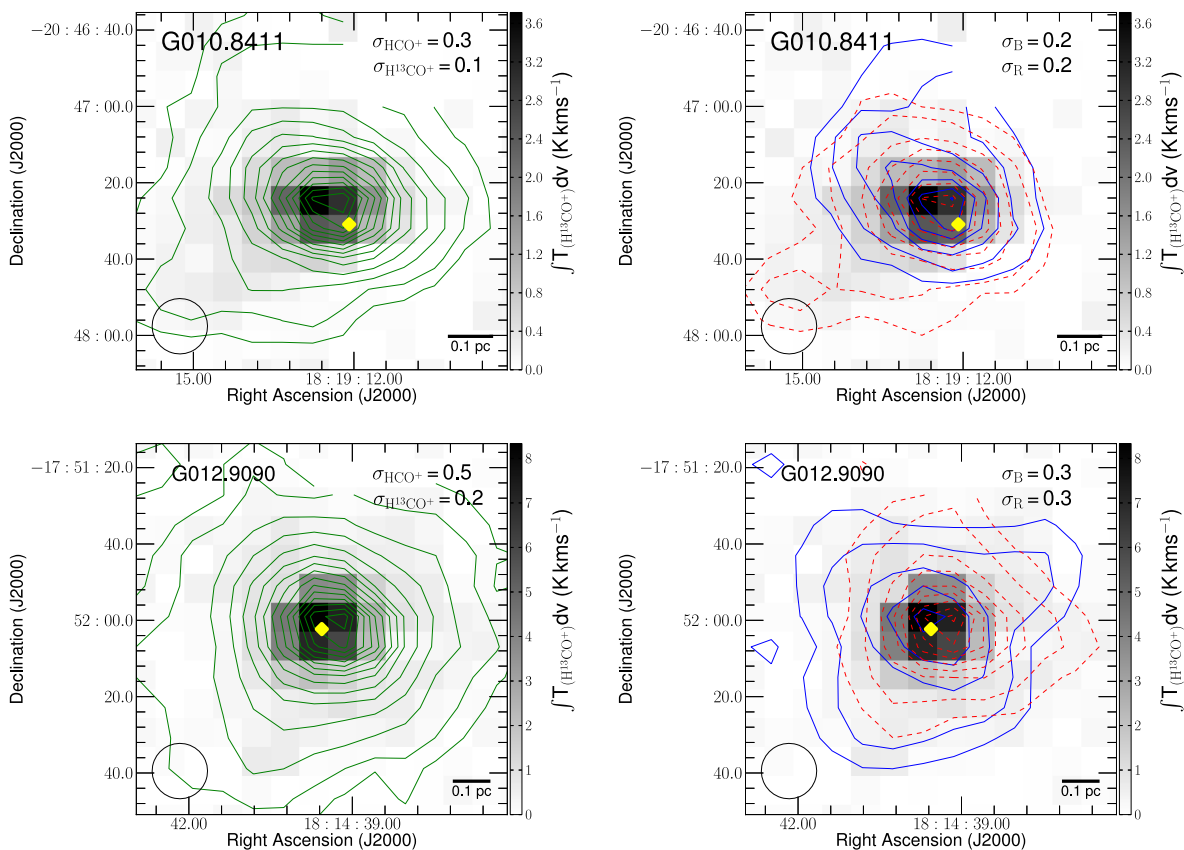 G010.8411
σHCO+ = 0.3
σH13CO+ = 0.1
−20 : 46 : 40.0
47 : 00.0
20.0
40.0
48 : 00.0
Declination (J2000)
15.00
18 : 19 : 12.00
Right Ascension (J2000)
0.1 pc
3.6
3.2
2.8
2.4
2.0
1.6
1.2
0.8
0.4
0.0
∫T(H13CO+)dv (K kms−1)
G010.8411
σB = 0.2
σR = 0.2
−20 : 46 : 40.0
47 : 00.0
20.0
40.0
48 : 00.0
Declination (J2000)
15.00
18 : 19 : 12.00
Right Ascension (J2000)
0.1 pc
3.6
3.2
2.8
2.4
2.0
1.6
1.2
0.8
0.4
0.0
∫T(H13CO+)dv (K kms−1)
G012.9090
σHCO+ = 0.5
σH13CO+ = 0.2
−17 : 51 : 20.0
40.0
52 : 00.0
20.0
40.0
Declination (J2000)
42.00
18 : 14 : 39.00
Right Ascension (J2000)
0.1 pc
8
7
6
5
4
3
2
1
0
∫T(H13CO+)dv (K kms−1)
G012.9090
σB = 0.3
σR = 0.3
−17 : 51 : 20.0
40.0
52 : 00.0
20.0
40.0
Declination (J2000)
42.00
18 : 14 : 39.00
Right Ascension (J2000)
0.1 pc
8
7
6
5
4
3
2
1
0
∫T(H13CO+)dv (K kms−1)